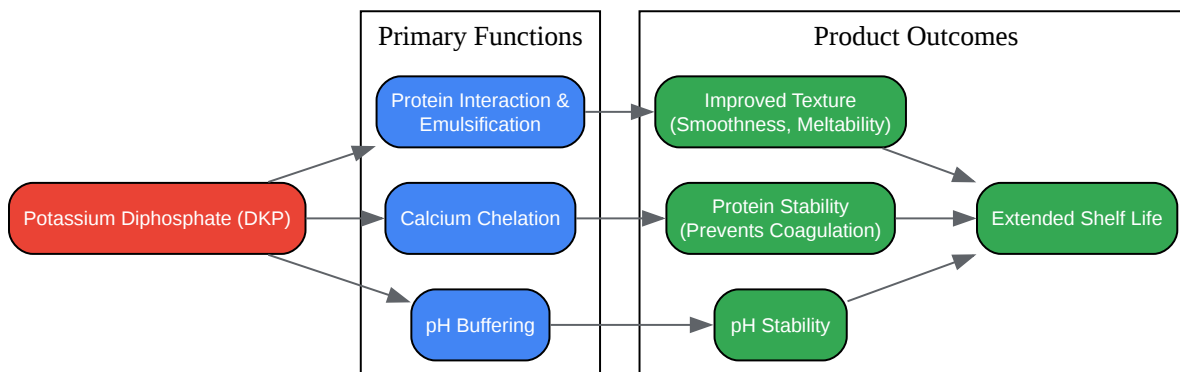 Primary Functions
Product Outcomes
Protein Interaction &
Emulsification
Improved Texture
(Smoothness, Meltability)
Potassium Diphosphate (DKP)
Calcium Chelation
Protein Stability
(Prevents Coagulation)
Extended Shelf Life
pH Buffering
pH Stability